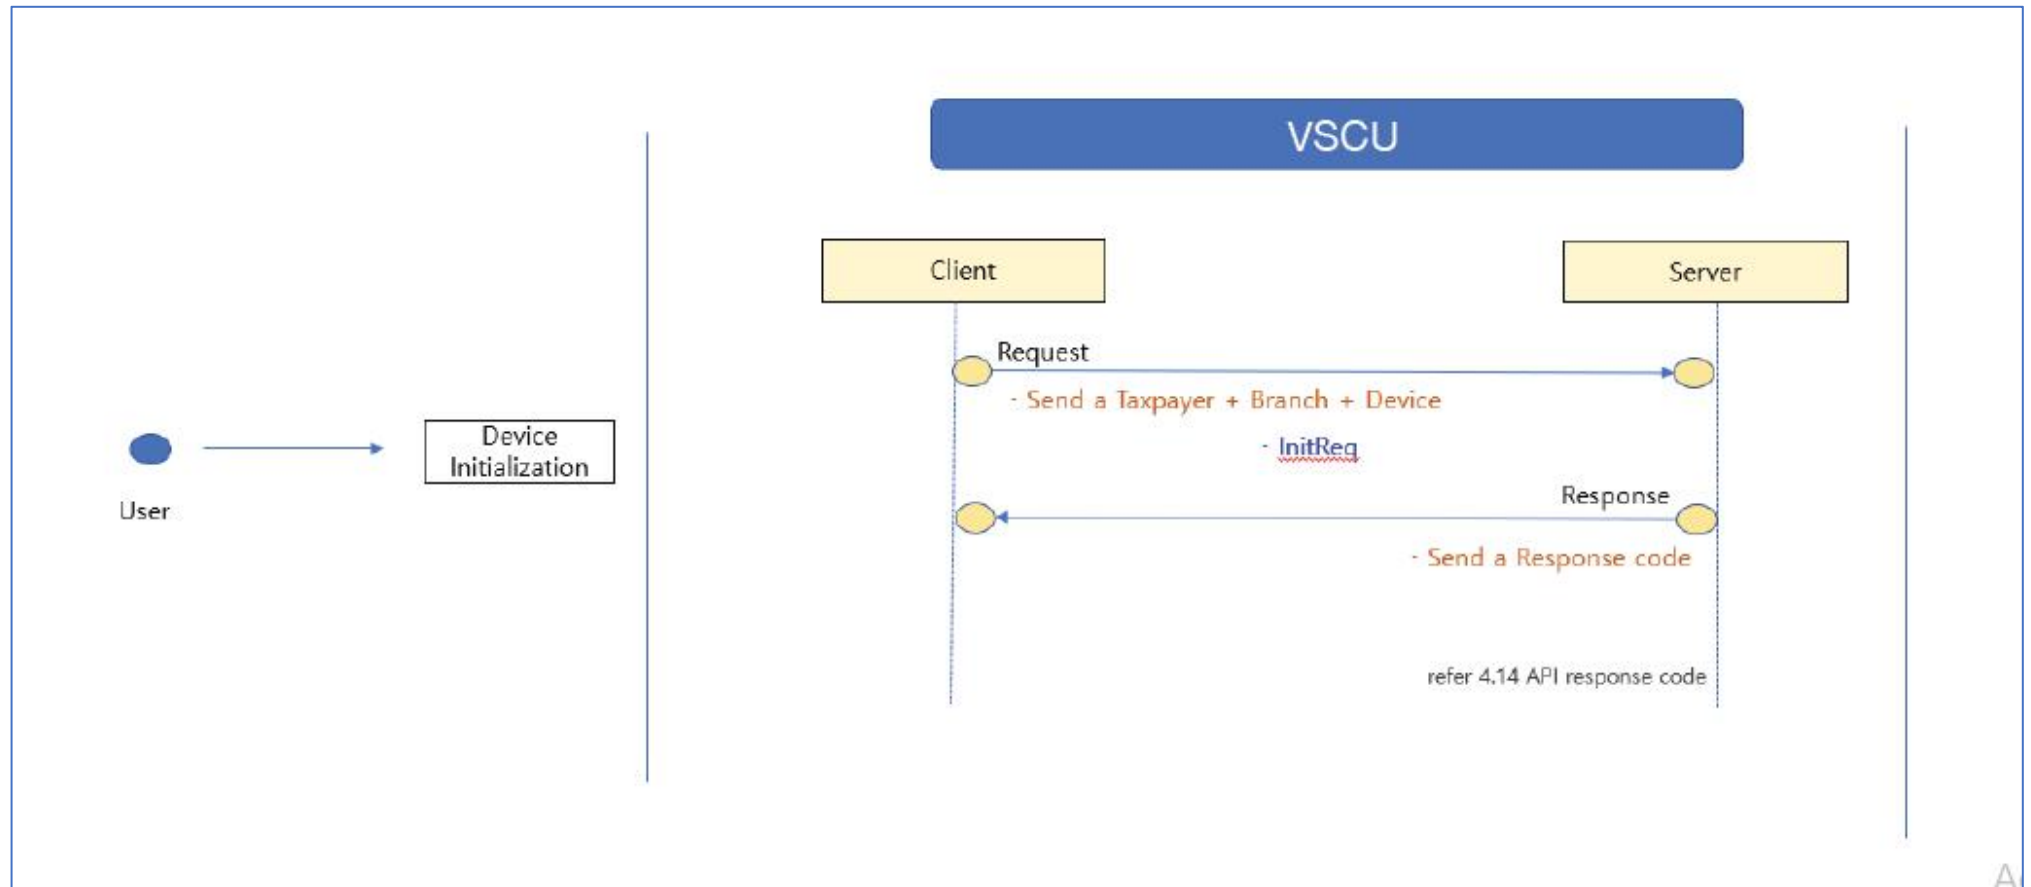 VSCU
Client
Server
Request
- Send a Taxpayer + Branch + Device
- InitReq
Device
Initialization
User
Response
- Send a Response code
refer 4.14 API response code